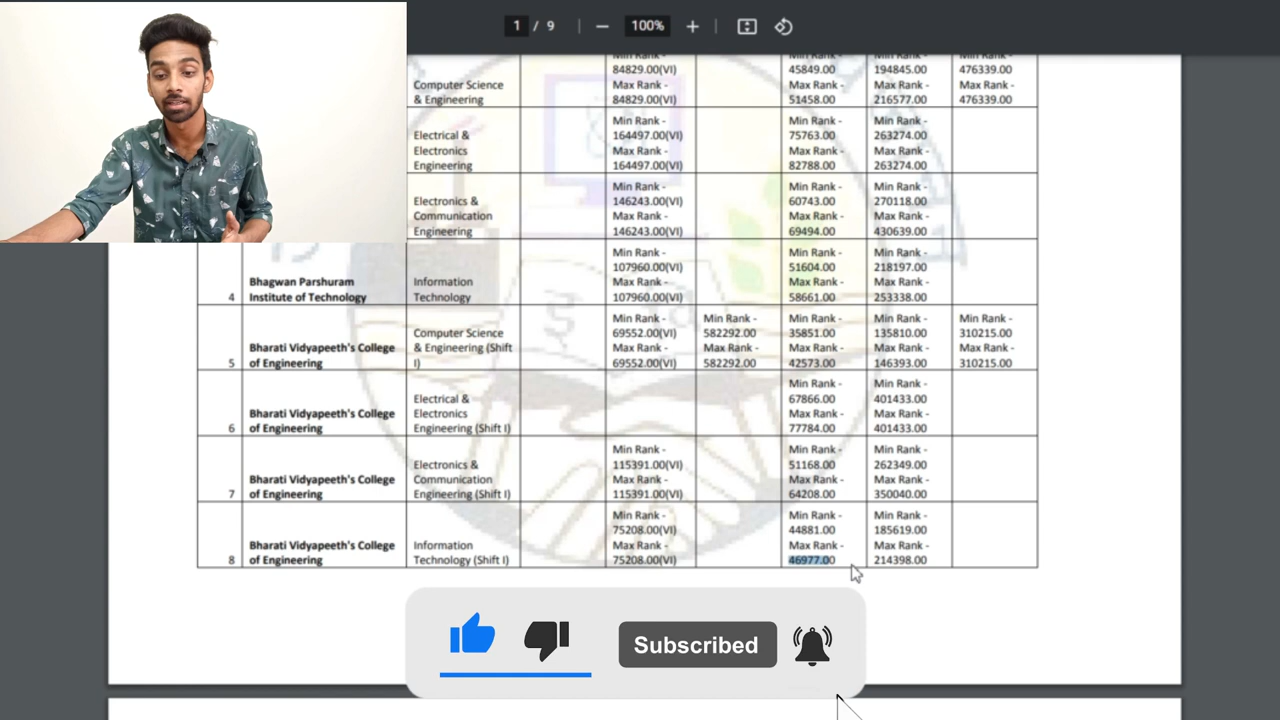 1 / 9 — 100% +
Min Rank - Min Rank - Min Rank - Min Rank -
84829.00(VI) 45849.00 194845.00 476339.00
Computer Science Max Rank - Max Rank - Max Rank - Max Rank -
& Engineering 84829.00(VI) 51458.00 216577.00 476339.00
Min Rank - Min Rank - Min Rank -
Electrical & 164497.00(VI) 75763.00 263274.00
Electronics Max Rank - Max Rank - Max Rank -
Engineering 164497.00(VI) 82788.00 263274.00
Min Rank - Min Rank - Min Rank -
Electronics & 146243.00(VI) 60743.00 270118.00
Communication Max Rank - Max Rank - Max Rank -
Engineering 146243.00(VI) 69494.00 430639.00
Min Rank - Min Rank - Min Rank -
107960.00(VI) 51604.00 218197.00
Bhagwan Parshuram Information Max Rank - Max Rank - Max Rank -
4 Institute of Technology Technology 107960.00(VI) 58661.00 253338.00
Min Rank - Min Rank - Min Rank - Min Rank - Min Rank -
Computer Science 69552.00(VI) 582292.00 35851.00 135810.00 310215.00
Bharati Vidyapeeth's College & Engineering (Shift Max Rank - Max Rank - Max Rank - Max Rank - Max Rank -
5 of Engineering I) 69552.00(VI) 582292.00 42573.00 146393.00 310215.00
Min Rank - Min Rank -
Electrical & 67866.00 401433.00
Bharati Vidyapeeth's College Electronics Max Rank - Max Rank -
6 of Engineering Engineering (Shift I) 77784.00 401433.00
Min Rank - Min Rank - Min Rank -
Electronics & 115391.00(VI) 51168.00 262349.00
Bharati Vidyapeeth's College Communication Max Rank - Max Rank - Max Rank -
7 of Engineering Engineering (Shift I) 115391.00(VI) 64208.00 350040.00
Min Rank - Min Rank - Min Rank -
75208.00(VI) 44881.00 185619.00
Bharati Vidyapeeth's College Information Max Rank - Max Rank - Max Rank -
8 of Engineering Technology (Shift I) 75208.00(VI) 46977.00 214398.00
Subscribed